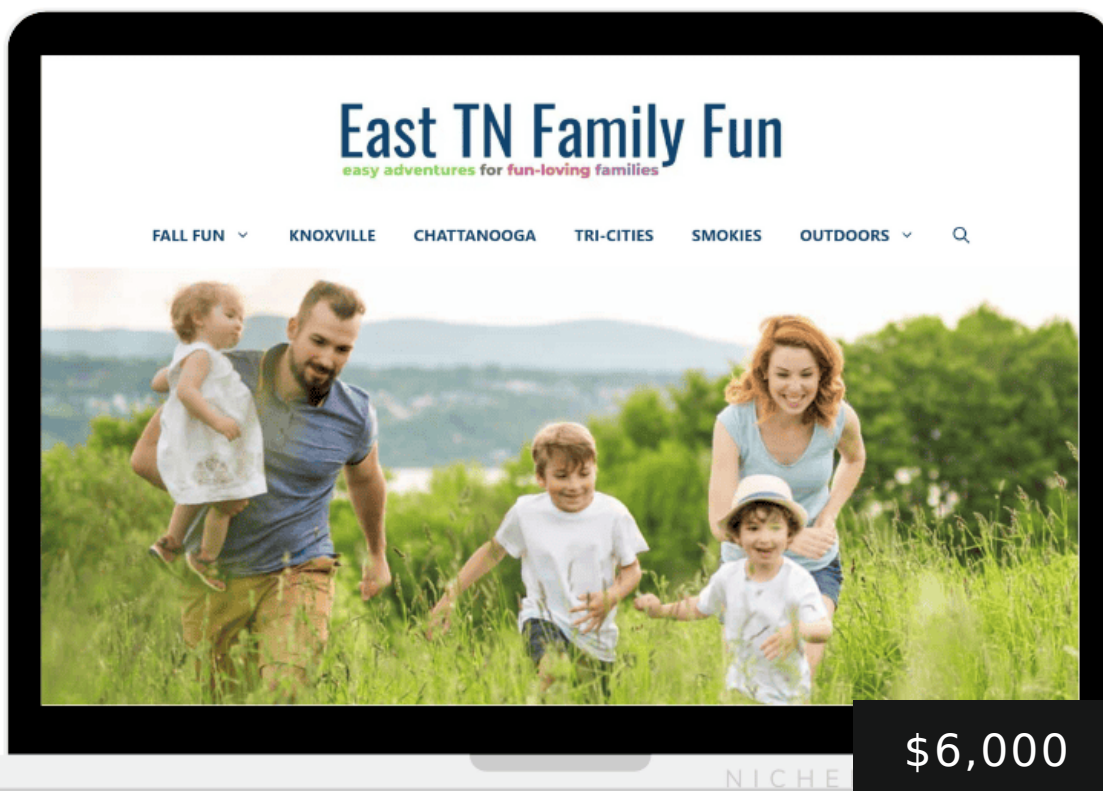 East TN Family Fun
easy adventures for fun-loving families
FALL FUN KNOXVILLE CHATTANOOGA TRI-CITIES SMOKIES OUTDOORS
$6,000